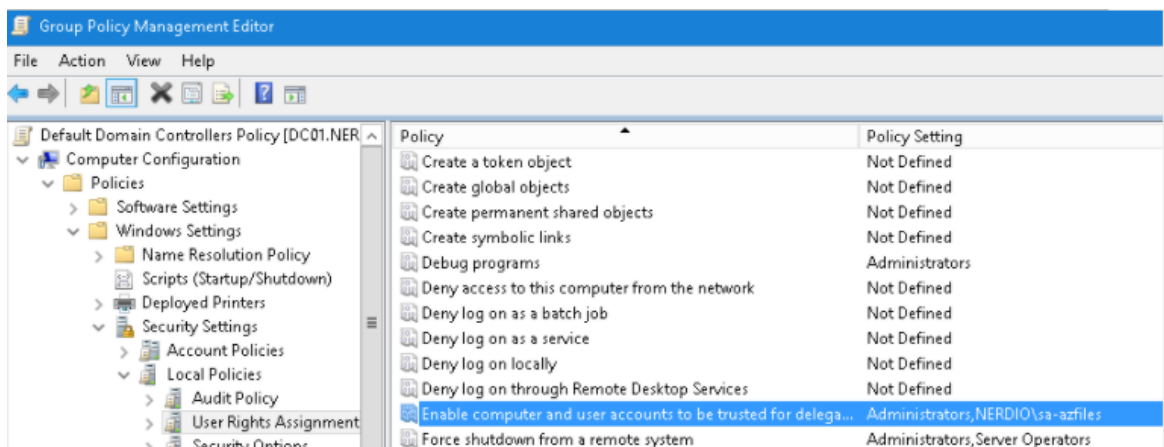 Group Policy Management Editor
File Action View Help
Default Domain Controllers Policy [DC01.NER
Computer Configuration
Policies
Software Settings
Windows Settings
Name Resolution Policy
Scripts (Startup/Shutdown)
Deployed Printers
Security Settings
Account Policies
Local Policies
Audit Policy
User Rights Assignment
Security Options
Policy Policy Setting
Create a token object Not Defined
Create global objects Not Defined
Create permanent shared objects Not Defined
Create symbolic links Not Defined
Debug programs Administrators
Deny access to this computer from the network Not Defined
Deny log on as a batch job Not Defined
Deny log on as a service Not Defined
Deny log on locally Not Defined
Deny log on through Remote Desktop Services Not Defined
Enable computer and user accounts to be trusted for delega... Administrators,NERDIO\sa-azfiles
Force shutdown from a remote system Administrators,Server Operators